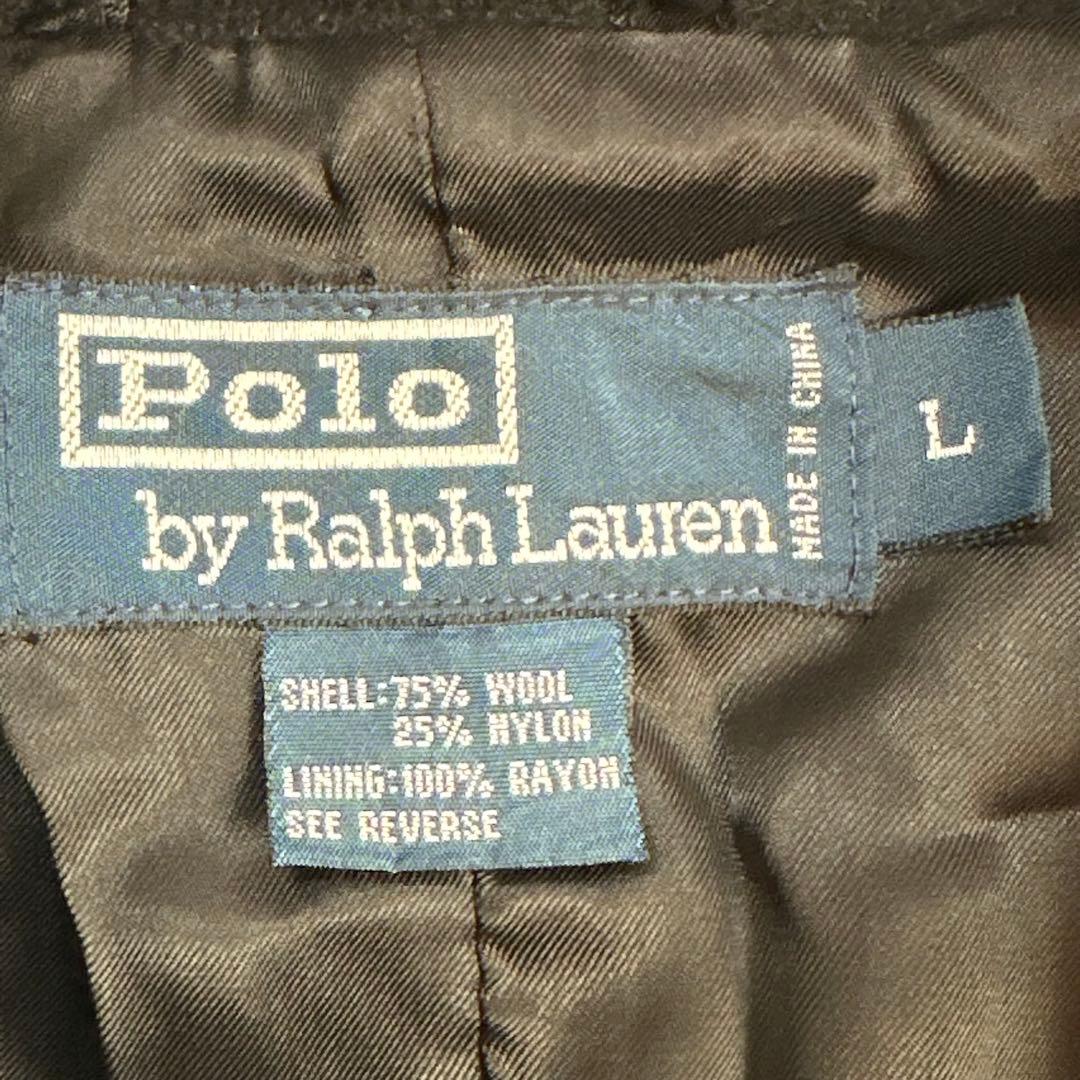 Polo
by Ralph Lauren
MADE IN CHINA
L
SHELL:75% WOOL
25% NYLON
LINING:100% RAYON
SEE REVERSE